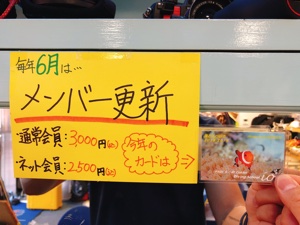 毎年6月は…
メンバー更新
・通常会員:3000円(税込)
・ネット会員:2,500円(税込)
今年の
カードは
→